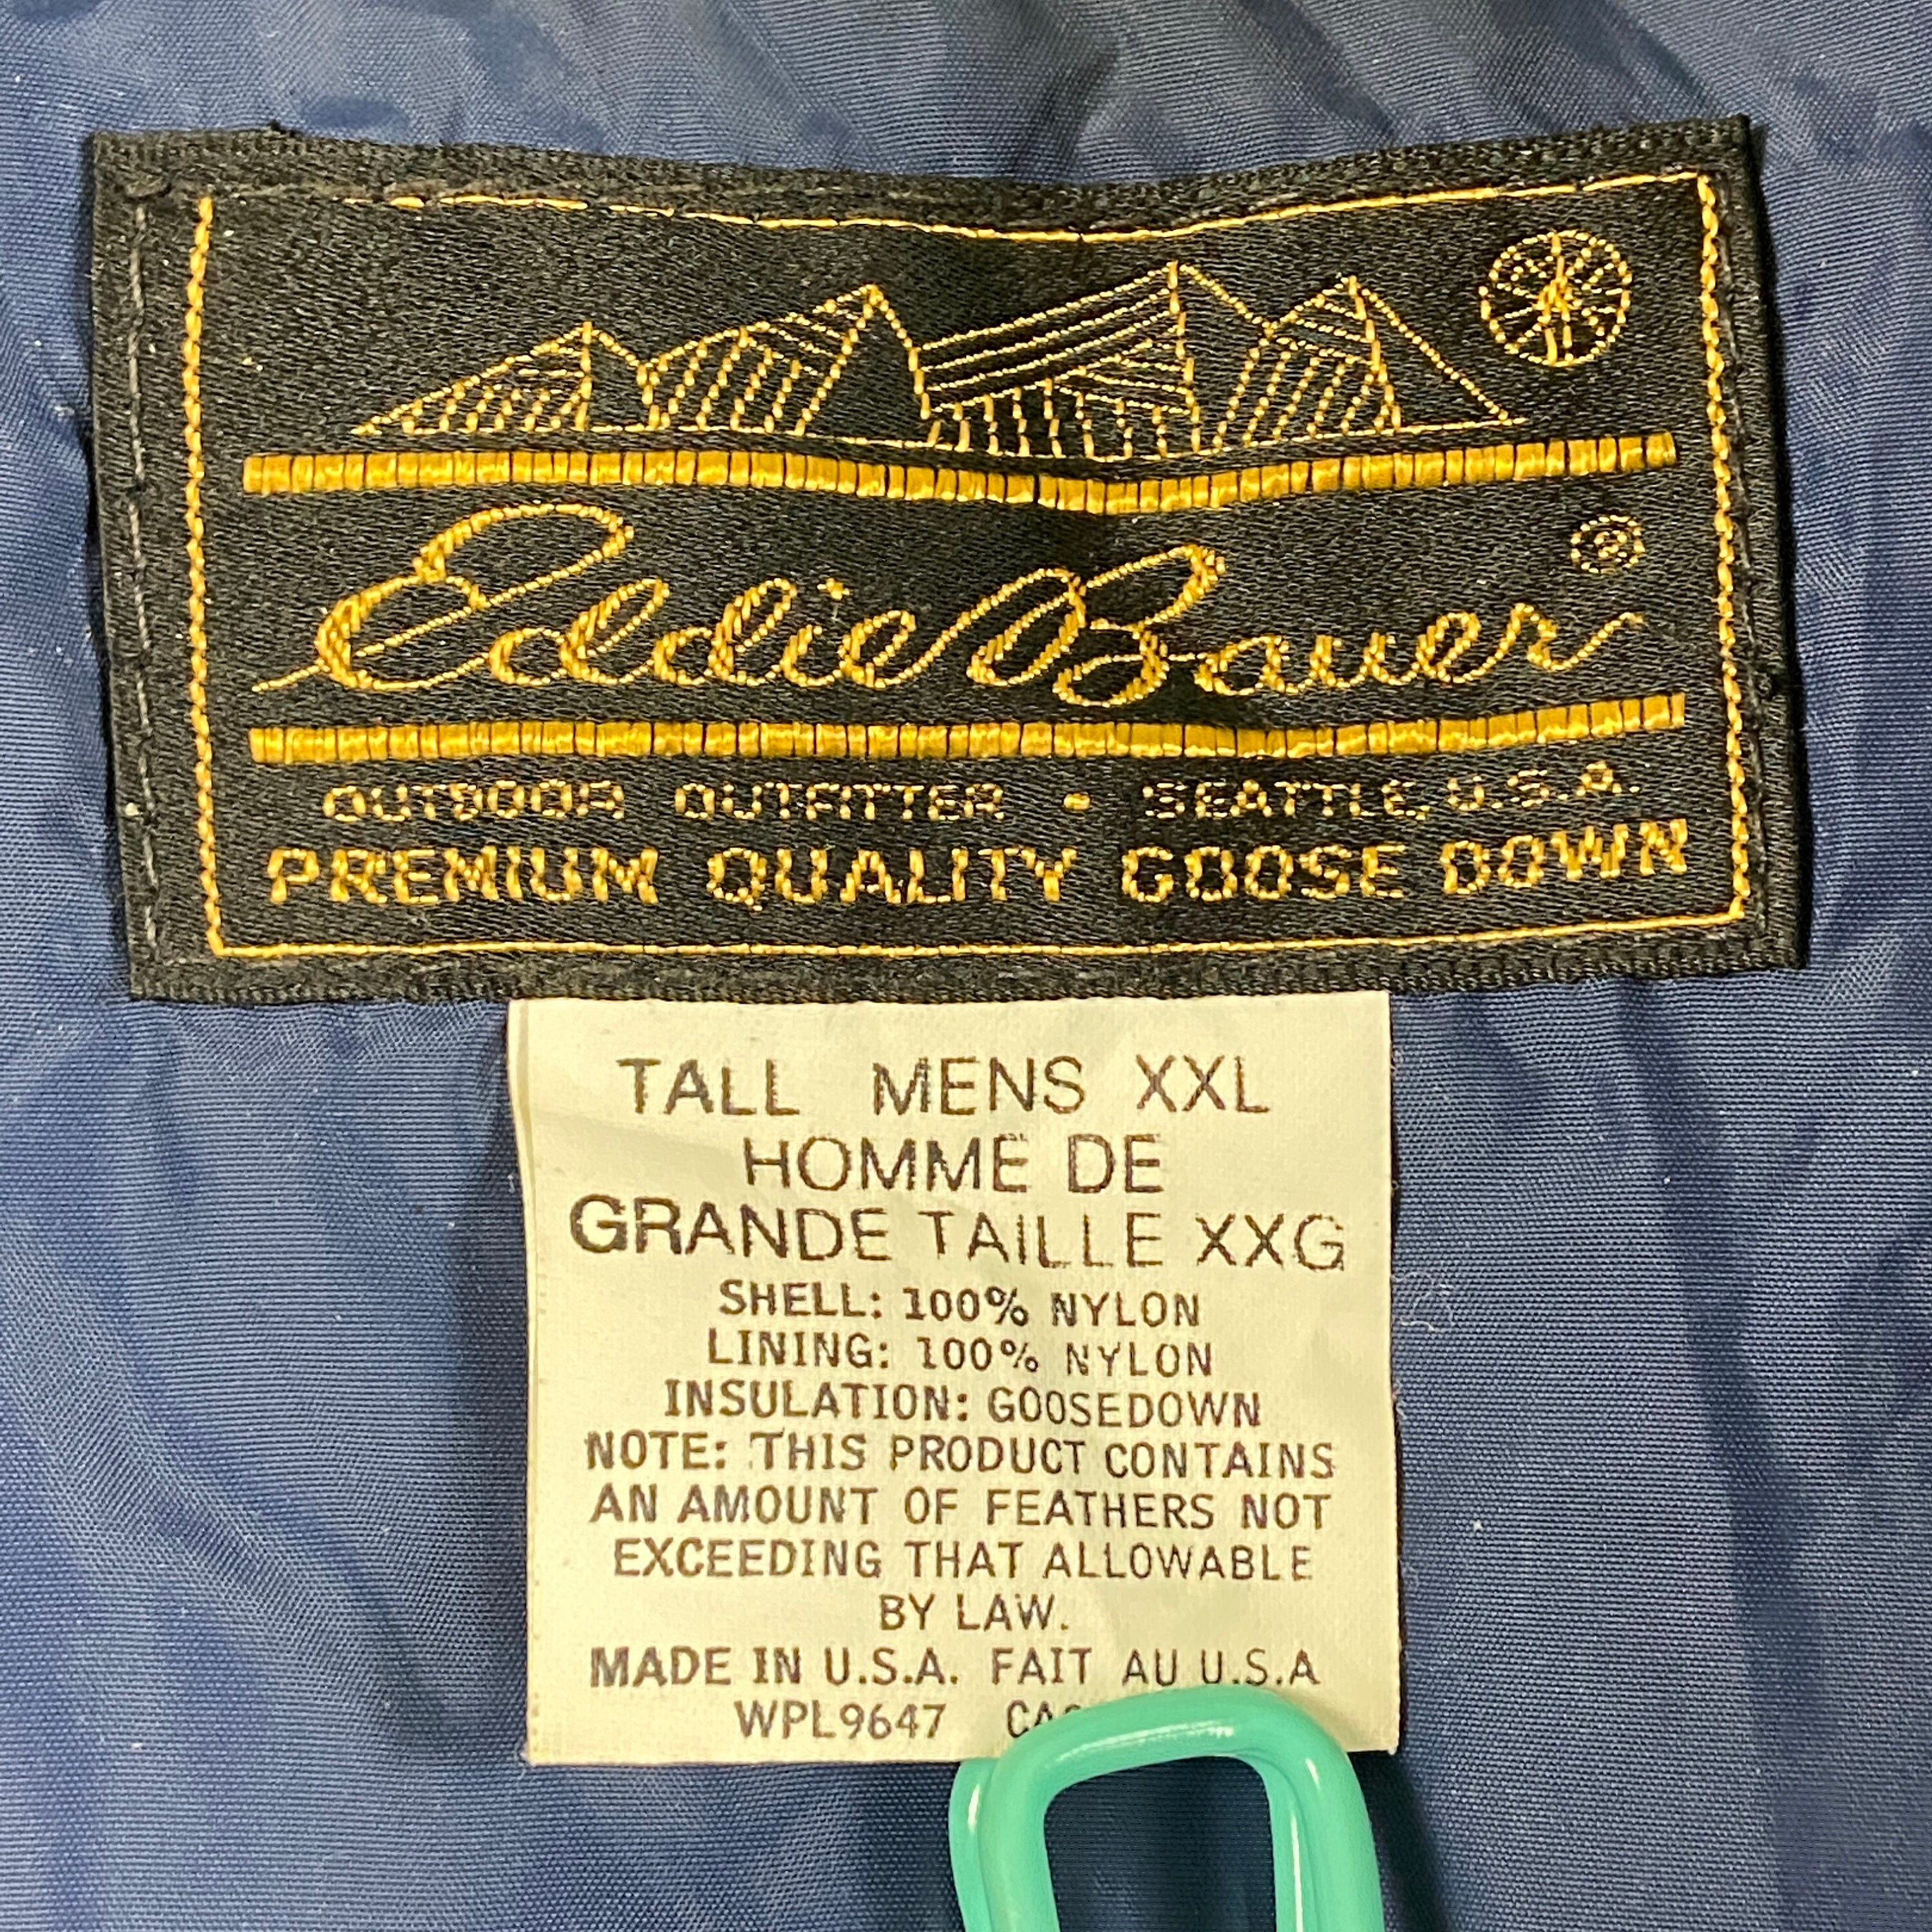 Eddie Bauer ®
OUTDOOR OUTFITTER • SEATTLE, U.S.A.
PREMIUM QUALITY GOOSE DOWN
TALL MENS XXL
HOMME DE
GRANDE TAILLE XXG
SHELL: 100% NYLON
LINING: 100% NYLON
INSULATION: GOOSEDOWN
NOTE: THIS PRODUCT CONTAINS
AN AMOUNT OF FEATHERS NOT
EXCEEDING THAT ALLOWABLE
BY LAW.
MADE IN U.S.A. FAIT AU U.S.A
WPL9647